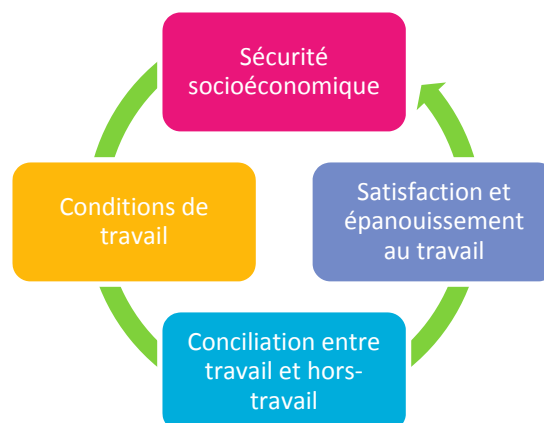 Sécurité
socioéconomique
Conditions de
travail
Satisfaction et
épanouissement
au travail
Conciliation entre
travail et hors-
travail